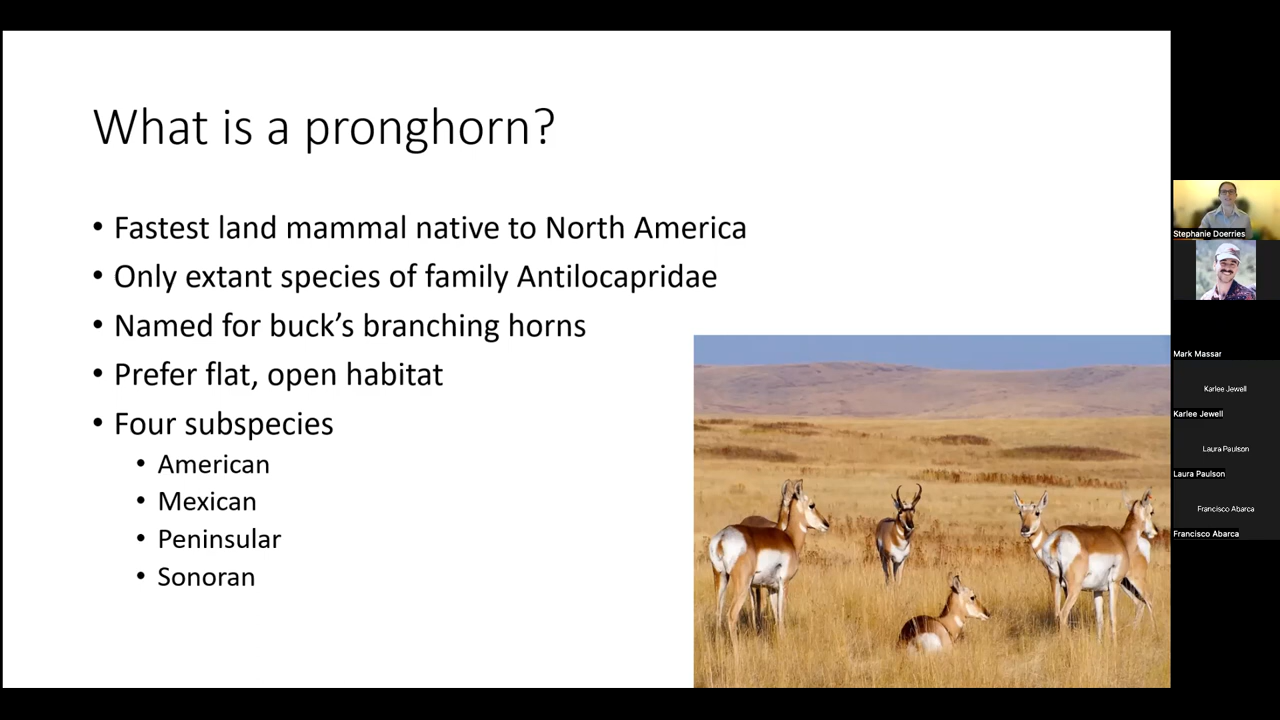 What is a pronghorn?
• Fastest land mammal native to North America
• Only extant species of family Antilocapridae
• Named for buck's branching horns
• Prefer flat, open habitat
• Four subspecies
• American
• Mexican
• Peninsular
• Sonoran
Stephanie Doerries
Mark Massar
Karlee Jewell
Karlee Jewell
Laura Paulson
Laura Paulson
Francisco Abarca
Francisco Abarca